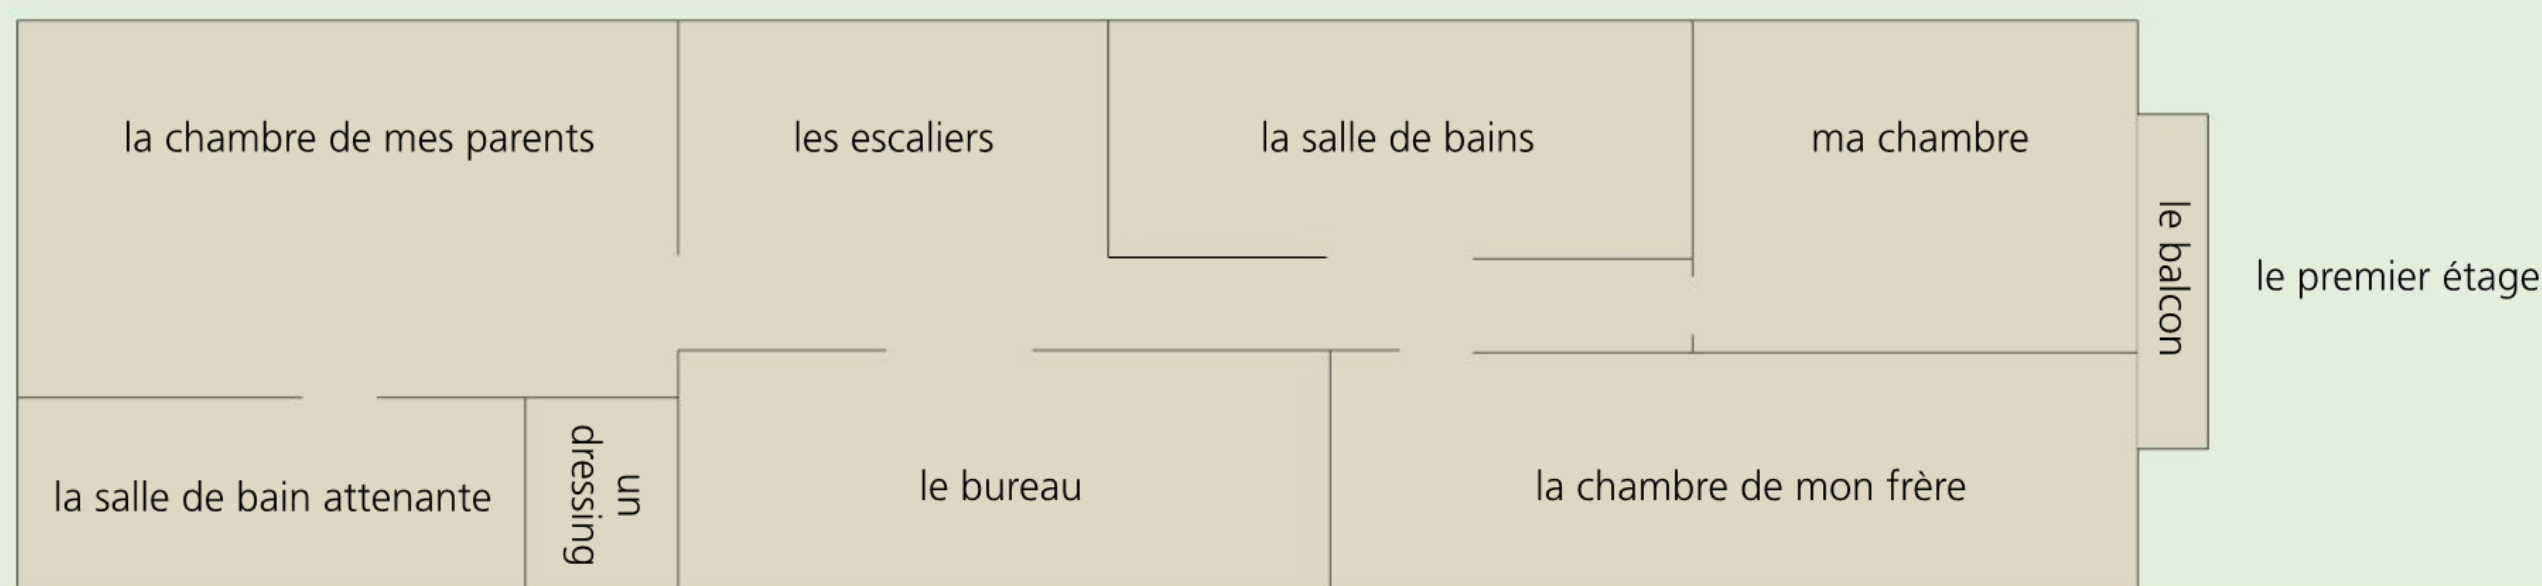 la chambre de mes parents
les escaliers
la salle de bains
ma chambre
le balcon
le premier étage
la salle de bain attenante
un
dressing
le bureau
la chambre de mon frère